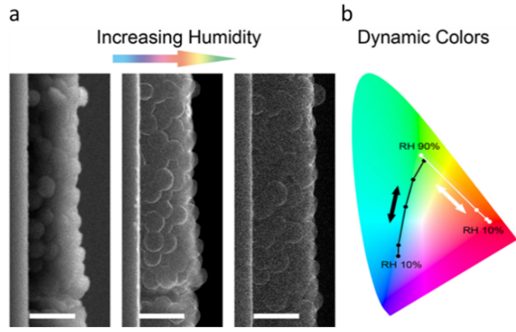 a
Increasing Humidity
b
Dynamic Colors
RH 90%
RH 10%
RH 10%